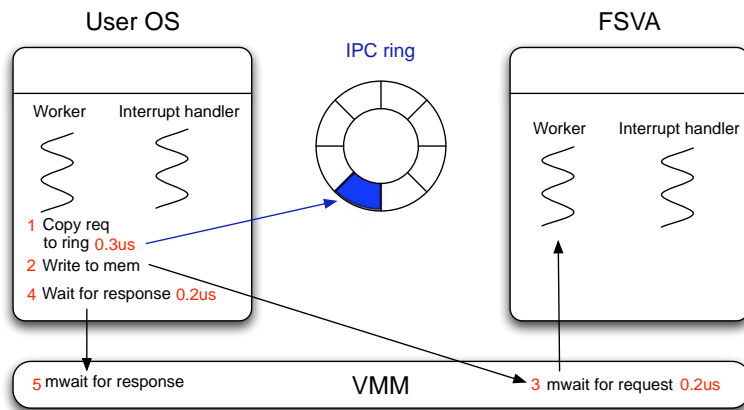 User OS
FSVA
IPC ring
Worker
Interrupt handler
Worker
Interrupt handler
1 Copy req
to ring 0.3us
2 Write to mem
4 Wait for response 0.2us
5 mwait for response
VMM
3 mwait for request 0.2us